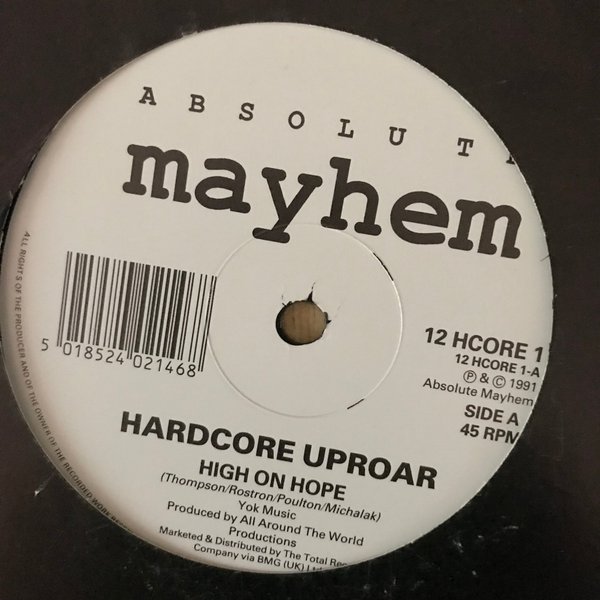 ABSOLUT
mayhem
12 HCORE 1
12 HCORE 1-A
Ⓟ & © 1991
Absolute Mayhem
SIDE A
45 RPM
5 018524 021468
HARDCORE UPROAR
HIGH ON HOPE
(Thompson/Rostron/Poulton/Michalak)
Yok Music
Produced by All Around The World
Productions
Marketed & Distributed by The Total
Company via BMG (UK)
ALL RIGHTS OF THE PRODUCER AND OF THE OWNER OF THE RECORDED WORK